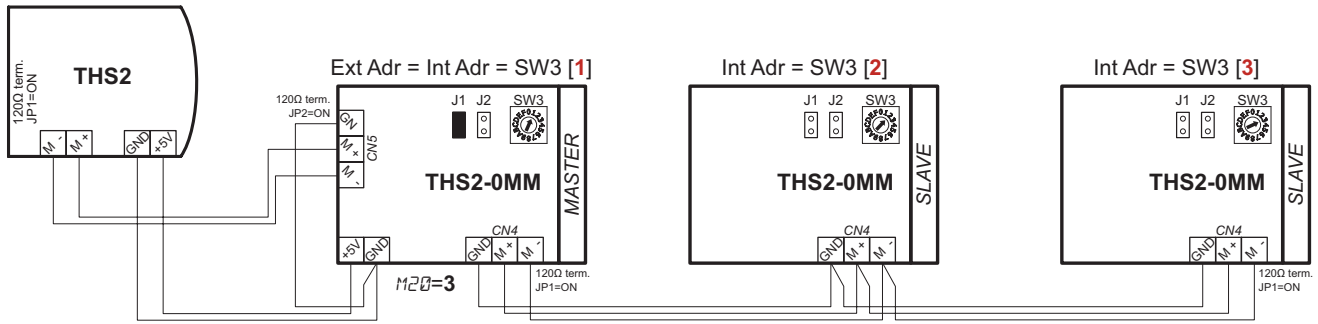 THS2
120Ω term.
JP1=ON
M -
M +
GND
+5V
Ext Adr = Int Adr = SW3 [1]
120Ω term.
JP2=ON
GN
M +
M -
CN5
J1 J2 SW3
THS2-0MM
MASTER
CN4
+5V
GND
GND
M +
M -
M20=3
120Ω term.
JP1=ON
Int Adr = SW3 [2]
J1 J2 SW3
THS2-0MM
SLAVE
CN4
GND
M +
M -
Int Adr = SW3 [3]
J1 J2 SW3
THS2-0MM
SLAVE
CN4
GND
M +
M -
120Ω term.
JP1=ON